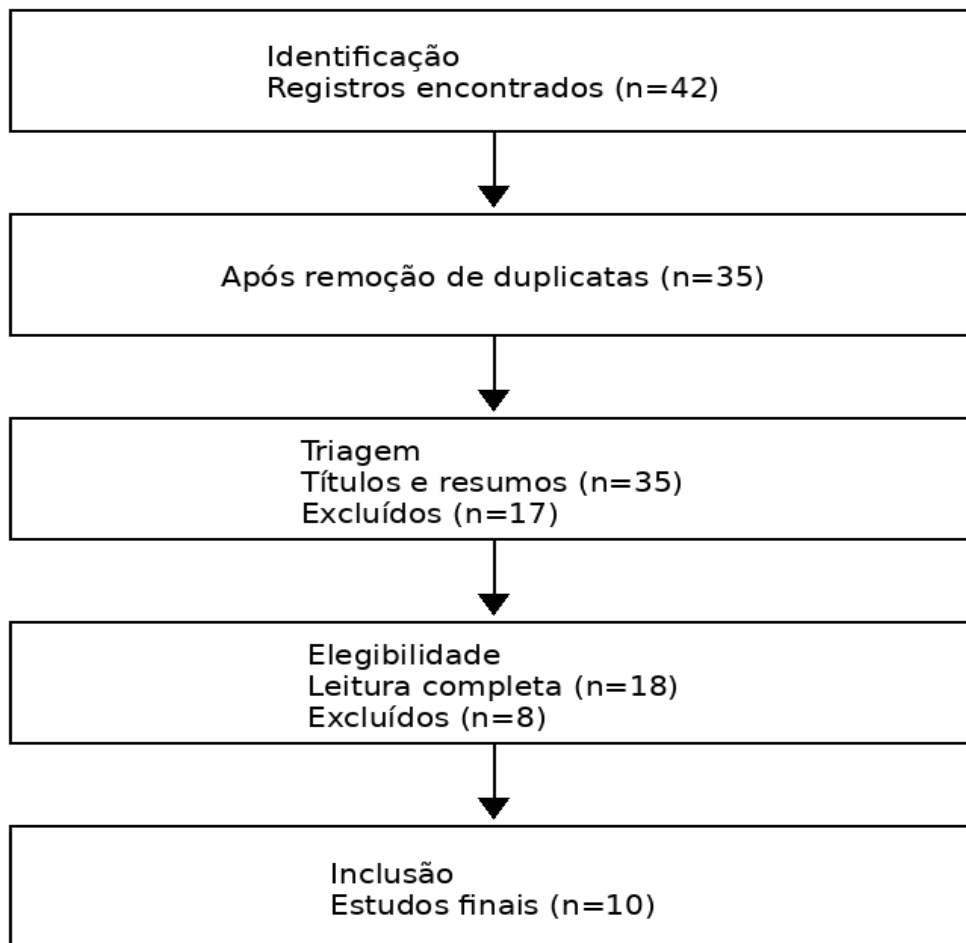 Identificação
Registros encontrados (n=42)
Após remoção de duplicatas (n=35)
Triagem
Títulos e resumos (n=35)
Excluídos (n=17)
Elegibilidade
Leitura completa (n=18)
Excluídos (n=8)
Inclusão
Estudos finais (n=10)